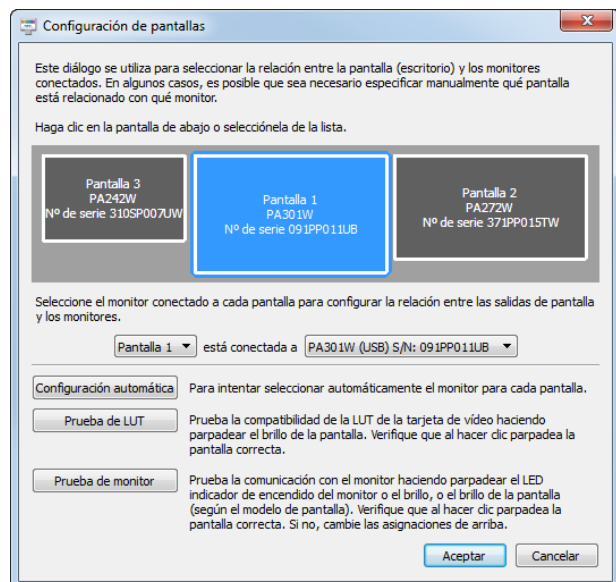 Configuración de pantallas
Este diálogo se utiliza para seleccionar la relación entre la pantalla (escritorio) y los monitores
conectados. En algunos casos, es posible que sea necesario especificar manualmente qué pantalla
está relacionado con qué monitor.
Haga clic en la pantalla de abajo o selecciónela de la lista.
Pantalla 3
PA242W
Nº de serie 310SP007UW
Pantalla 1
PA301W
Nº de serie 091PP011UB
Pantalla 2
PA272W
Nº de serie 371PP015TW
Seleccione el monitor conectado a cada pantalla para configurar la relación entre las salidas de pantalla
y los monitores.
Pantalla 1 está conectada a PA301W (USB) S/N: 091PP011UB
Configuración automática Para intentar seleccionar automáticamente el monitor para cada pantalla.
Prueba de LUT Prueba la compatibilidad de la LUT de la tarjeta de vídeo haciendo
parpadear el brillo de la pantalla. Verifique que al hacer clic parpadea la
pantalla correcta.
Prueba de monitor Prueba la comunicación con el monitor haciendo parpadear el LED
indicador de encendido del monitor o el brillo, o el brillo de la pantalla
(según el modelo de pantalla). Verifique que al hacer clic parpadea la
pantalla correcta. Si no, cambie las asignaciones de arriba.
Aceptar Cancelar